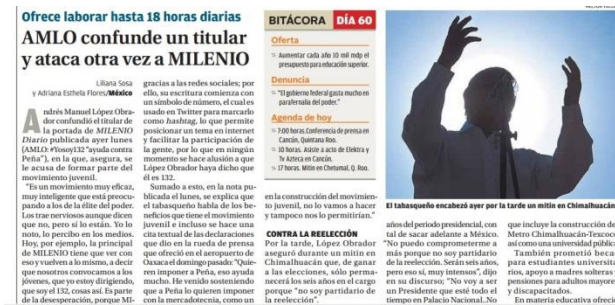 Ofrece laborar hasta 18 horas diarias
AMLO confunde un titular
y ataca otra vez a MILENIO
Liliana Sosa
y Adriana Esthela Flores/México
Andrés Manuel López Obra-
dor confundió el titular de
la portada de MILENIO
Diario publicada ayer lunes
(AMLO: #Yosoy132 “ayuda contra
Peña”), en la que, asegura, se
le acusa de formar parte del
movimiento juvenil.
“Es un movimiento muy eficaz,
muy inteligente que está preocu-
pando a los de la élite del poder.
Los trae nerviosos aunque dicen
que no, pero sí lo están. Yo lo
noto, lo percibo en los medios.
Hoy, por ejemplo, la principal
de MILENIO tiene que ver con
eso y vuelven a lo mismo, a decir
que nosotros convocamos a los
jóvenes, que yo estoy dirigiendo,
que soy el 132, cosas así. Es parte
de la desesperación, porque MI-
gracias a las redes sociales; por
ello, su escritura comienza con
un símbolo de número, el cual es
usado en Twitter para marcarlo
como hashtag, lo que permite
posicionar un tema en internet
y facilitar la participación de
la gente, por lo que en ningún
momento se hace alusión a que
López Obrador haya dicho que
él es 132.
Sumado a esto, en la nota pu-
blicada el lunes, se explica que
el tabasqueño habla de los be-
neficios que tiene el movimiento
juvenil e incluso se hace una
cita textual de las declaraciones
que dio en la rueda de prensa
que ofreció en el aeropuerto de
Oaxaca el domingo pasado: “Quie-
ren imponer a Peña, eso ayuda
mucho. He venido sosteniendo
que a Peña lo quieren imponer
con la mercadotecnia, como un
BITÁCORA DÍA 60
Oferta
Aumentar cada año 10 mil mdp el
presupuesto para educación superior.
Denuncia
“El gobierno federal gasta mucho en
parafernalia del poder.”
Agenda de hoy
7:00 horas. Conferencia de prensa en
Cancún, Quintana Roo.
10 horas. Asiste a acto de Elektra y
Tv Azteca en Cancún.
17 horas. Mitin en Chetumal, Q. Roo.
en la construcción del movimien-
to juvenil, no lo vamos a hacer
y tampoco nos lo permitirían.”
CONTRA LA REELECCIÓN
Por la tarde, López Obrador
aseguró durante un mitin en
Chimalhuacán que, de ganar
a las elecciones, sólo perma-
necerá los seis años en el cargo
porque “no soy partidario de
la reelección”.
El tabasqueño encabezó ayer por la tarde un mitin en Chimalhuacán
años del periodo presidencial, con
tal de sacar adelante a México.
“No puedo comprometerme a
más porque no soy partidario
de la reelección. Serán seis años,
pero eso sí, muy intensos”, dijo
en su discurso; “No voy a ser
un Presidente que esté todo el
tiempo en Palacio Nacional. No
que incluye la construcción de
Metro Chimalhuacán-Texcoco
así como una universidad públic
También prometió beca
para estudiantes universita
rios, apoyo a madres solteras
pensiones para adultos mayore
y discapacitados.
En materia educativa ofrec